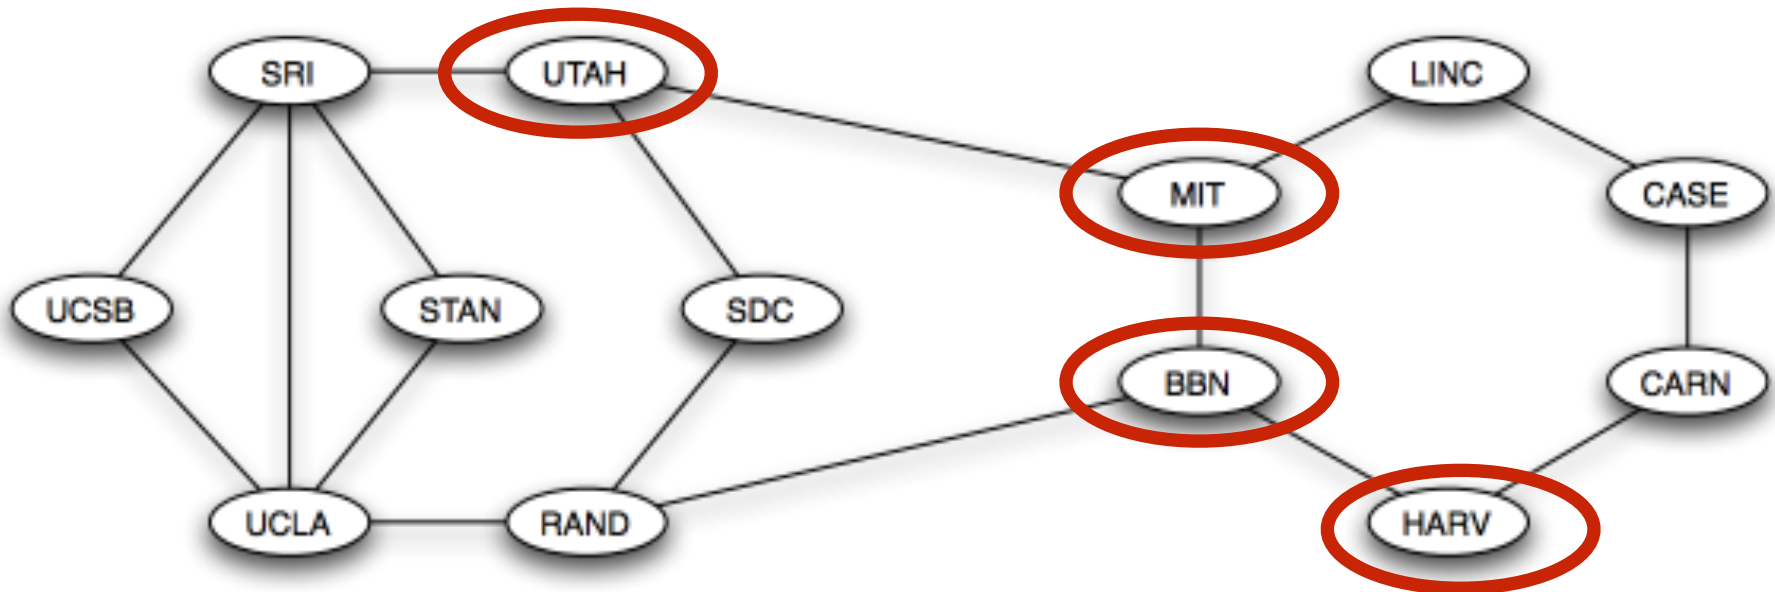 SRI
UTAH
LINC
MIT
CASE
UCSB
STAN
SDC
BBN
CARN
UCLA
RAND
HARV